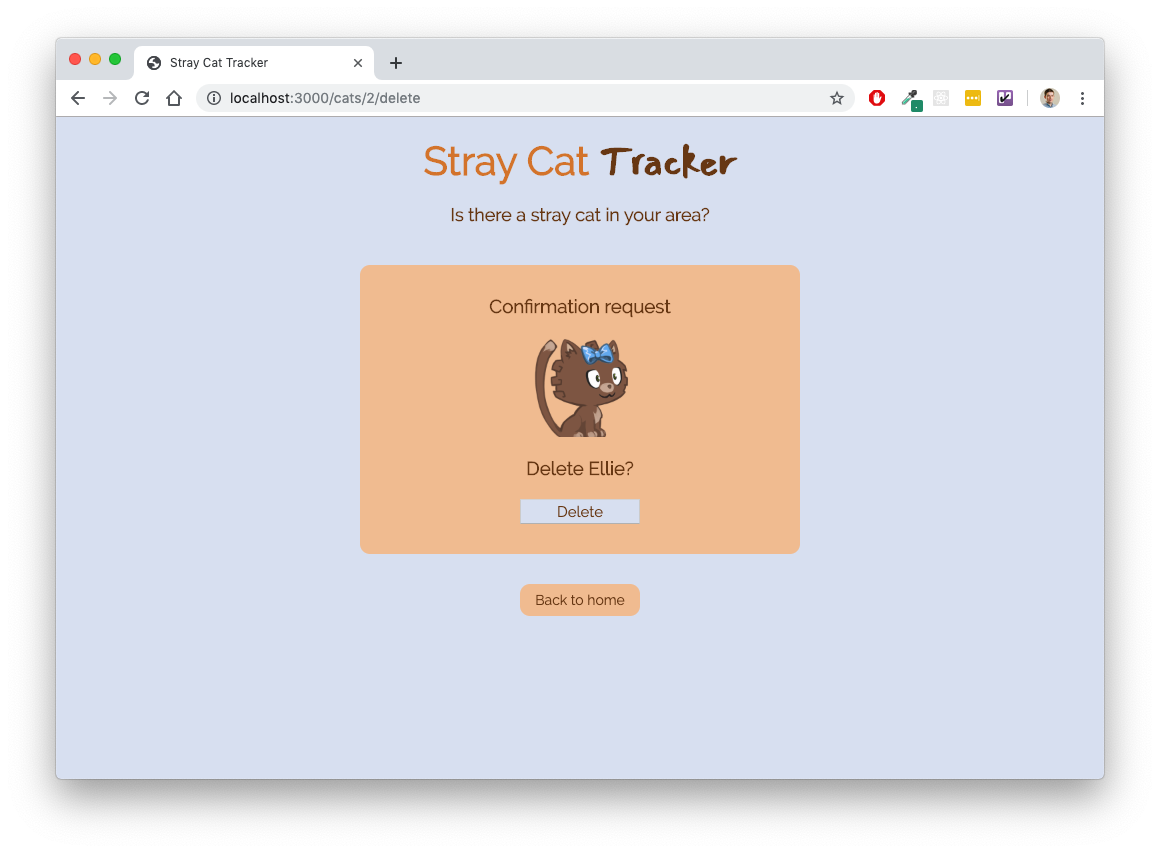 Stray Cat Tracker
localhost:3000/cats/2/delete
Stray Cat Tracker
Is there a stray cat in your area?
Confirmation request
Delete Ellie?
Delete
Back to home